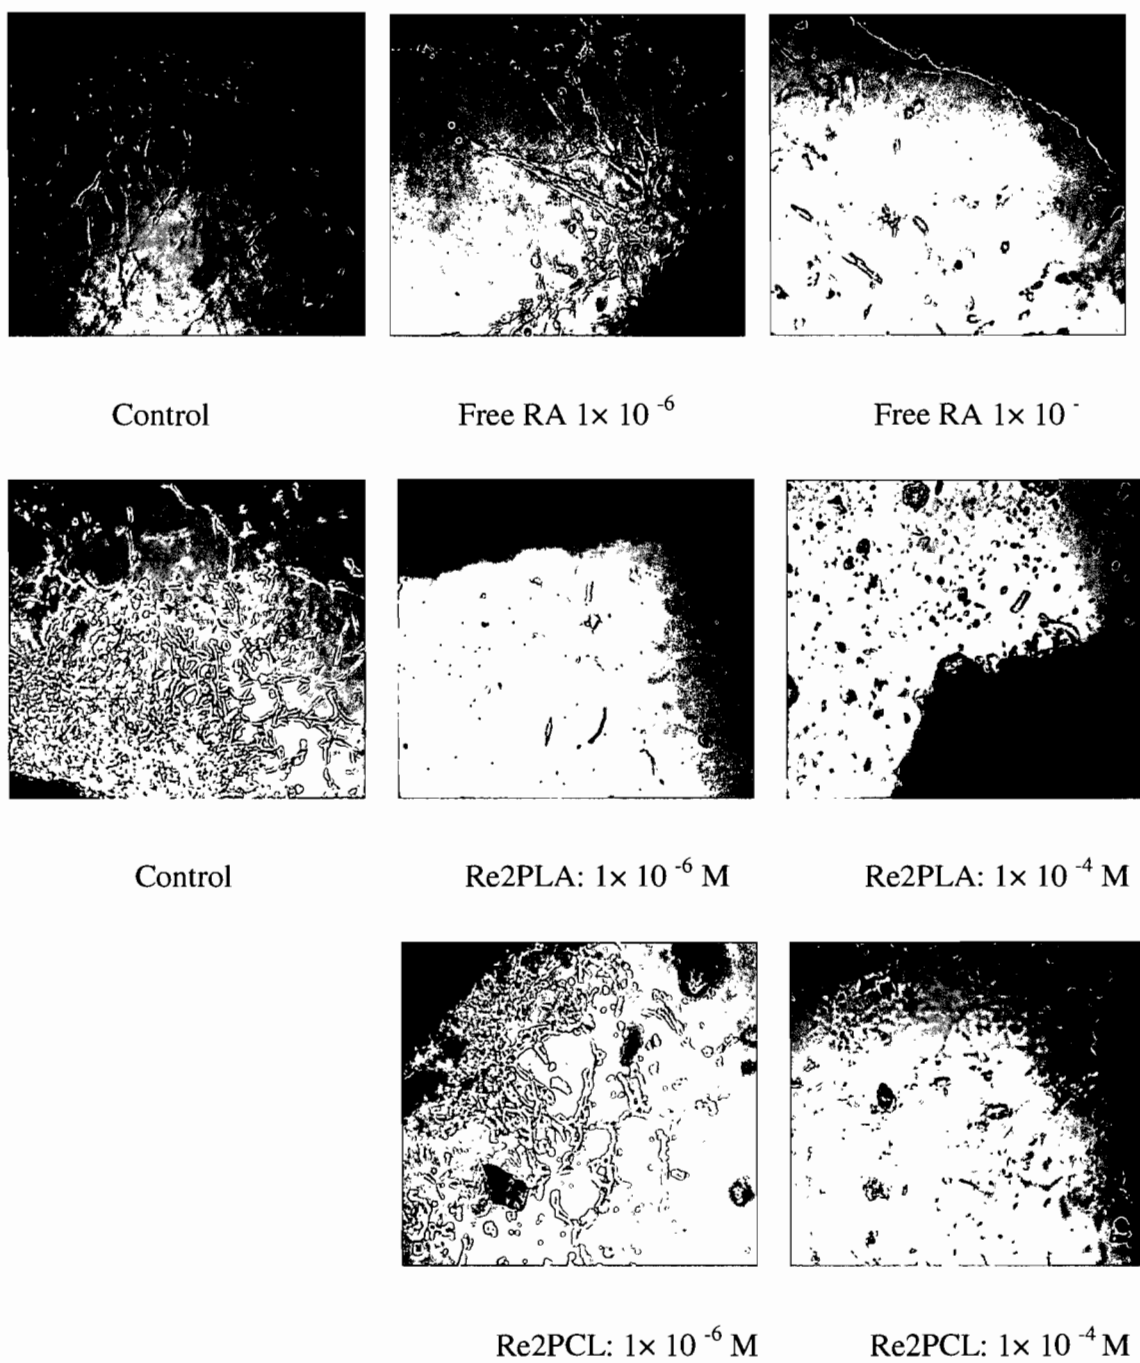 Control Free RA 1× 10 ⁻⁶ Free RA 1× 10 ⁻
Control Re2PLA: 1× 10 ⁻⁶ M Re2PLA: 1× 10 ⁻⁴ M
Re2PCL: 1× 10 ⁻⁶ M Re2PCL: 1× 10 ⁻⁴ M